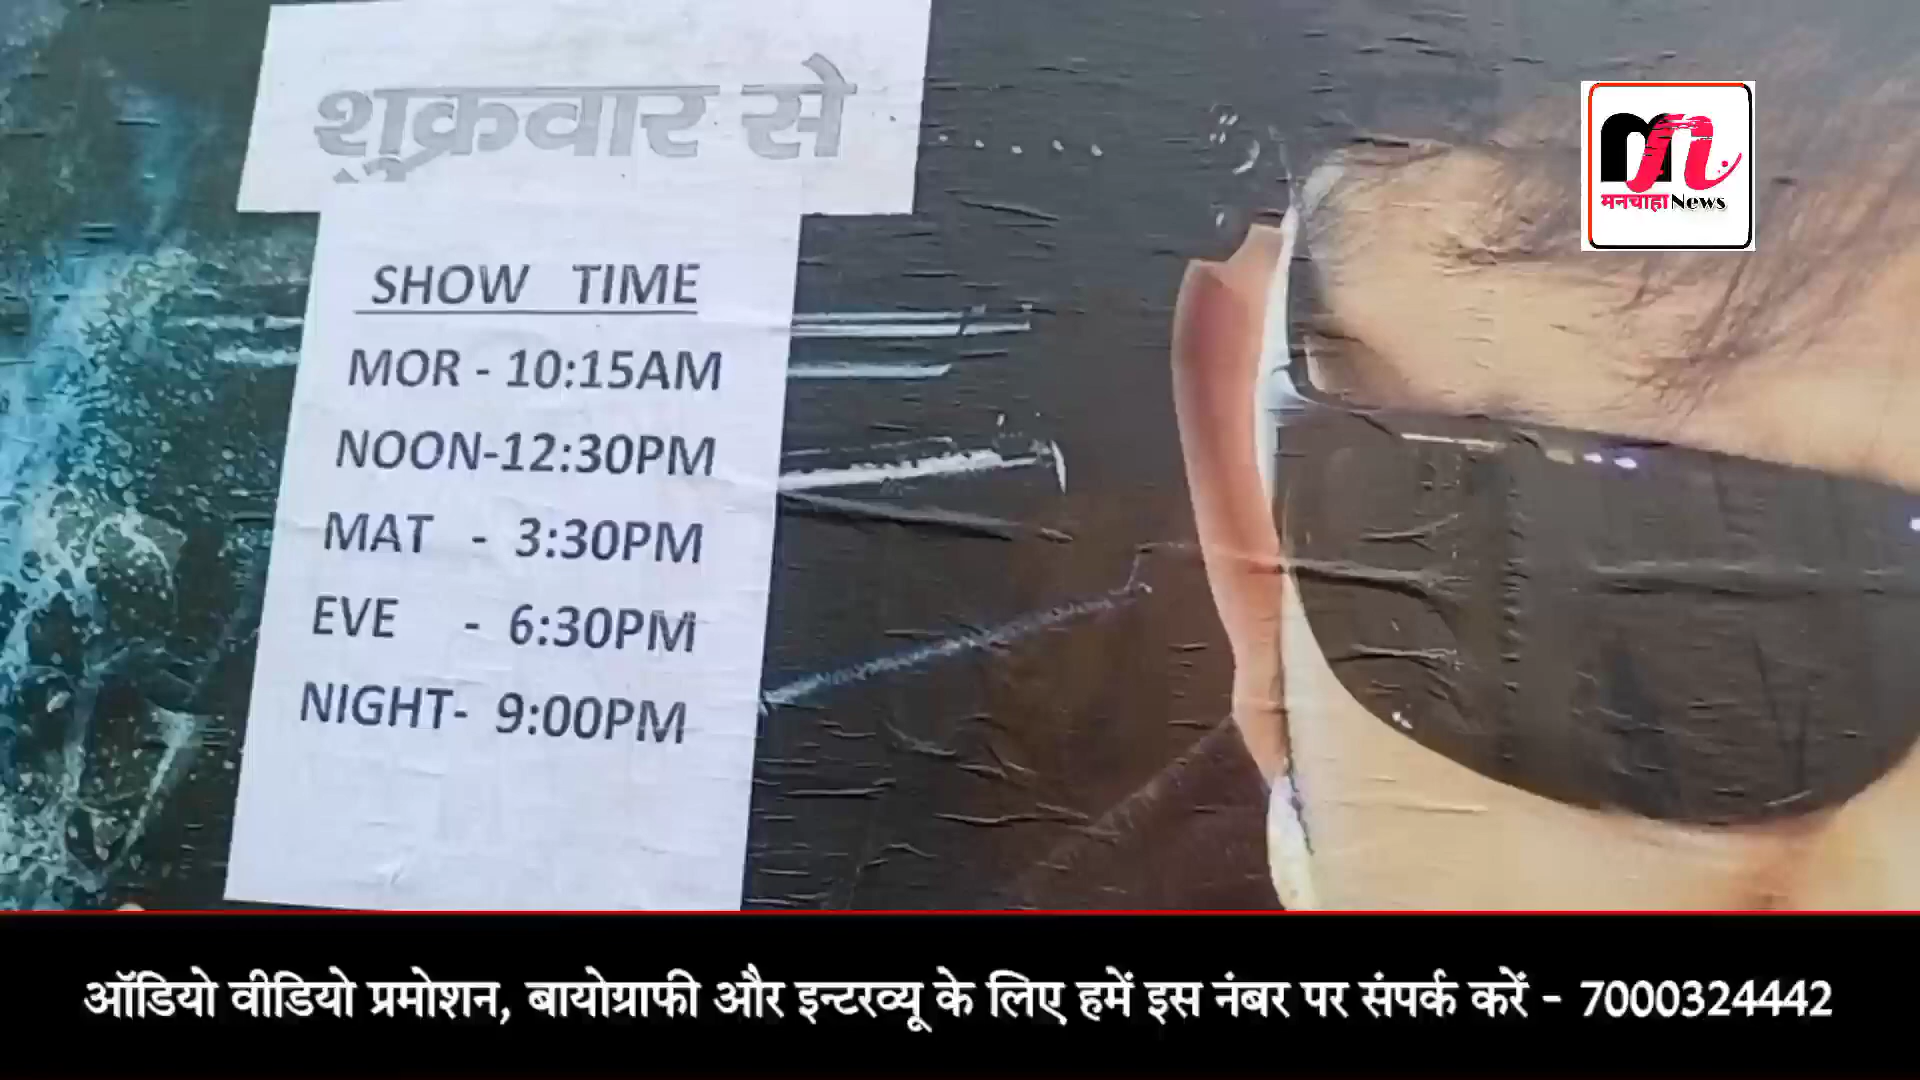 शुक्रवार से
SHOW TIME
MOR - 10:15AM
NOON-12:30PM
MAT - 3:30PM
EVE - 6:30PM
NIGHT- 9:00PM
मनचाहा News
ऑडियो वीडियो प्रमोशन, बायोग्राफी और इन्टरव्यू के लिए हमें इस नंबर पर संपर्क करें - 7000324442